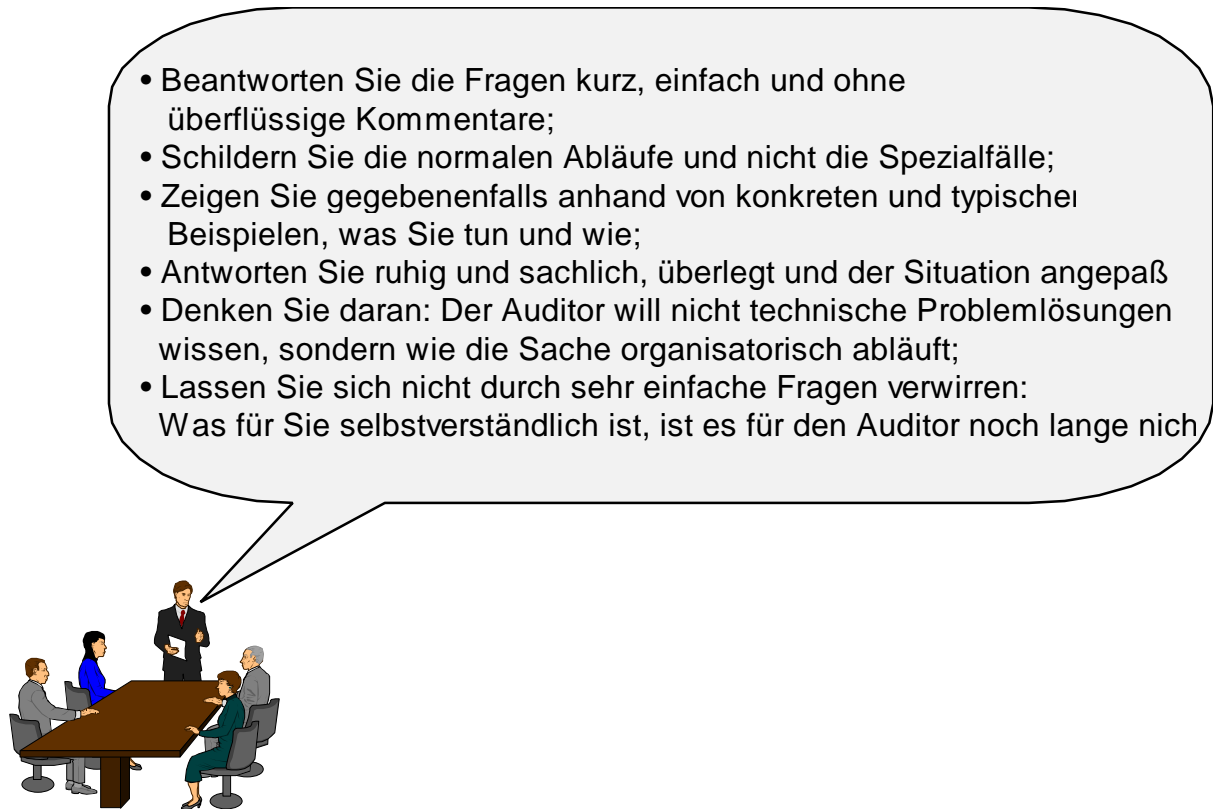 • Beantworten Sie die Fragen kurz, einfach und ohne
überflüssige Kommentare;
• Schildern Sie die normalen Abläufe und nicht die Spezialfälle;
• Zeigen Sie gegebenenfalls anhand von konkreten und typischen
Beispielen, was Sie tun und wie;
• Antworten Sie ruhig und sachlich, überlegt und der Situation angepaß
• Denken Sie daran: Der Auditor will nicht technische Problemlösungen
wissen, sondern wie die Sache organisatorisch abläuft;
• Lassen Sie sich nicht durch sehr einfache Fragen verwirren:
Was für Sie selbstverständlich ist, ist es für den Auditor noch lange nich